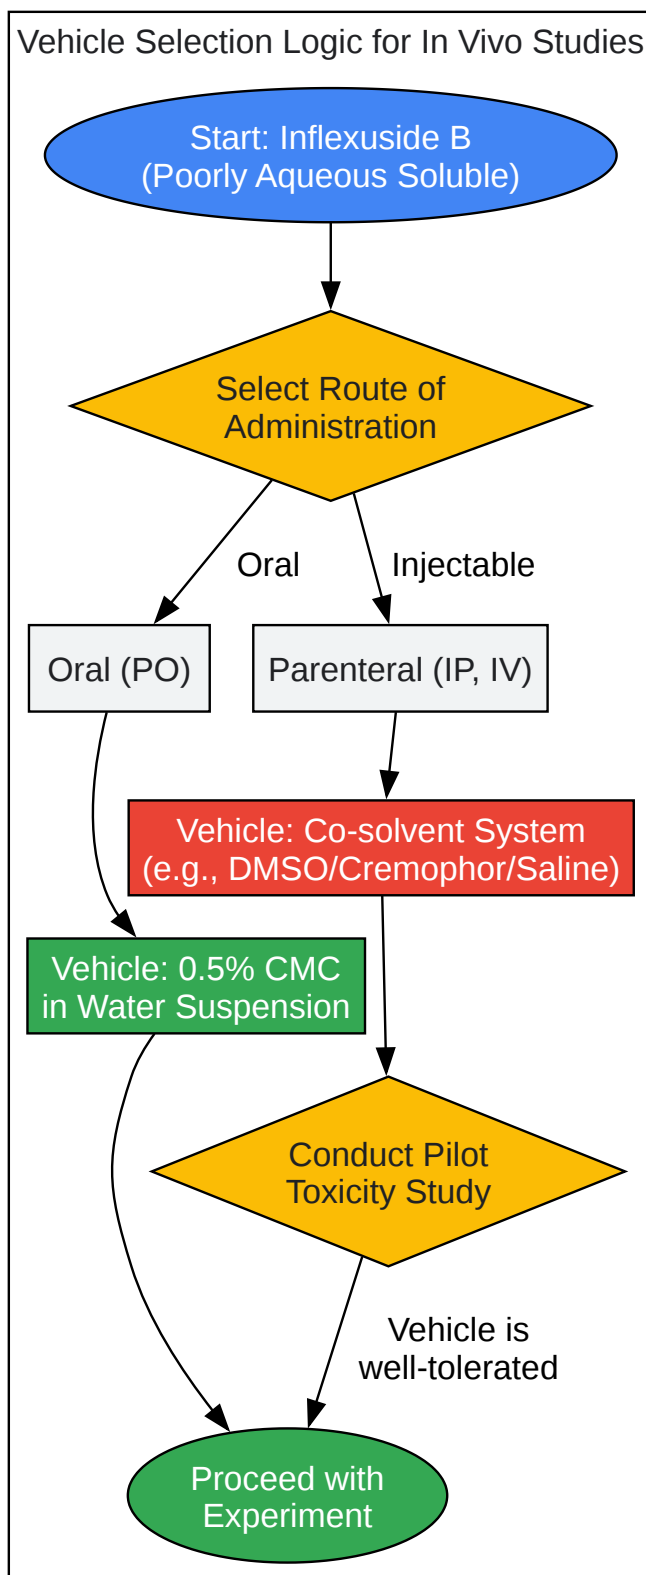 Vehicle Selection Logic for In Vivo Studies
Start: Inflexuside B
(Poorly Aqueous Soluble)
Select Route of
Administration
Oral
Injectable
Oral (PO)
Parenteral (IP, IV)
Vehicle: Co-solvent System
(e.g., DMSO/Cremophor/Saline)
Vehicle: 0.5% CMC
in Water Suspension
Conduct Pilot
Toxicity Study
Vehicle is
well-tolerated
Proceed with
Experiment